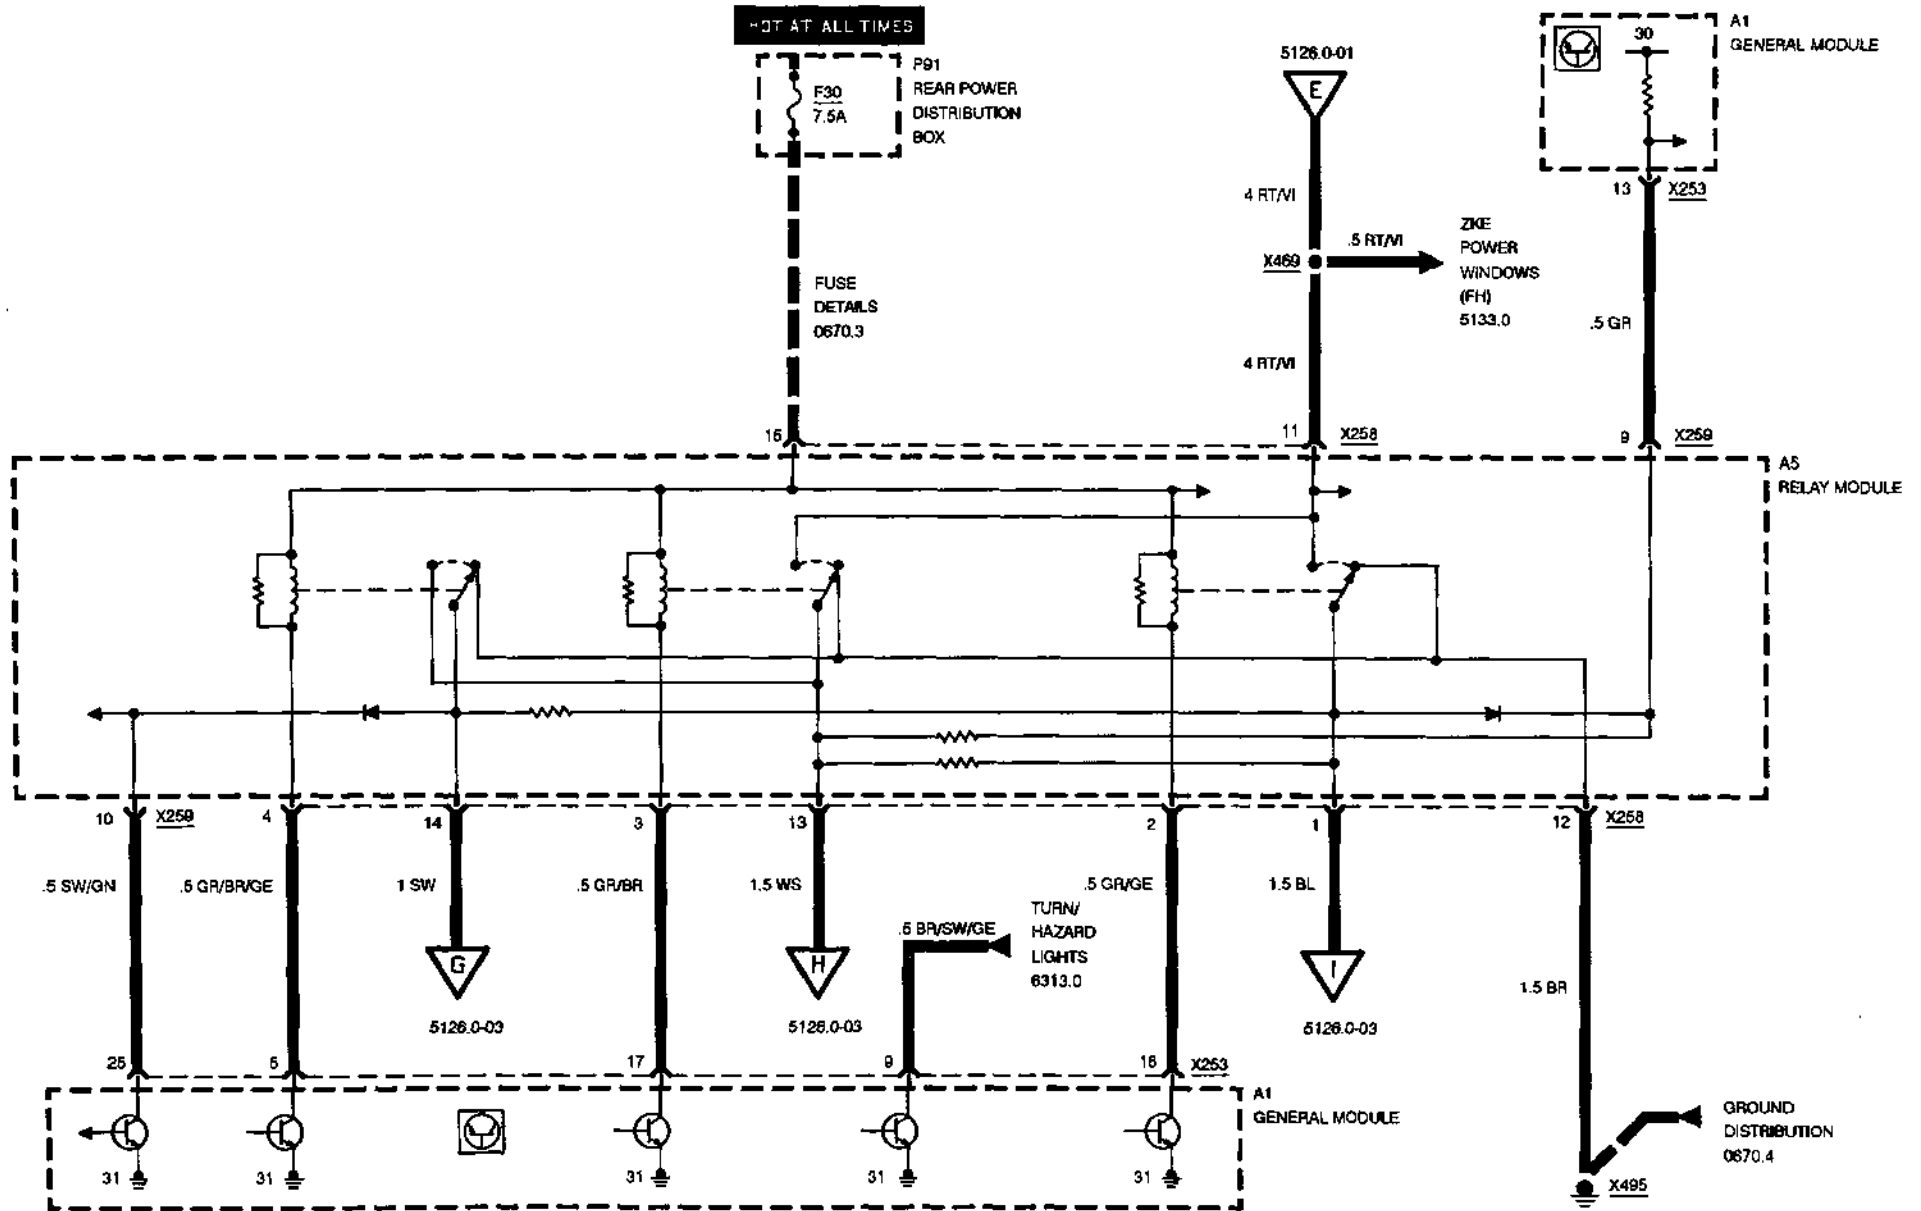 HOT AT ALL TIMES
P91
REAR POWER
DISTRIBUTION
BOX
F30
7.5A
5126.0-01
E
30
A1
GENERAL MODULE
13
X253
4 RT/VI
X469
.5 RT/VI
ZKE
POWER
WINDOWS
(FH)
5133.0
FUSE
DETAILS
0670.3
.5 GR
4 RT/VI
15
11
X258
9
X259
A5
RELAY MODULE
10
X259
4
14
3
13
2
1
12
X258
.5 SW/GN
.5 GR/BR/GE
1 SW
.5 GR/BR
1.5 WS
.5 GR/GE
1.5 BL
.5 BR/SW/GE
TURN/
HAZARD
LIGHTS
6313.0
G
H
I
1.5 BR
5126.0-03
5126.0-03
5126.0-03
25
5
17
9
16
X253
A1
GENERAL MODULE
31
31
31
31
31
GROUND
DISTRIBUTION
0670.4
X495